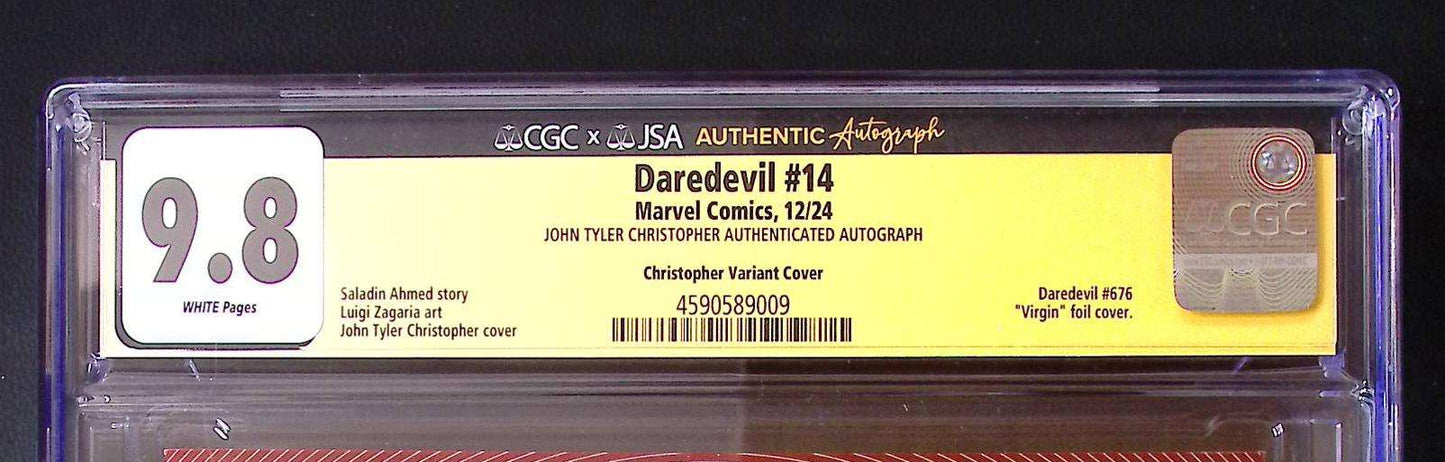 CGC x JSA AUTHENTIC Autograph
9.8
WHITE Pages
Daredevil #14
Marvel Comics, 12/24
JOHN TYLER CHRISTOPHER AUTHENTICATED AUTOGRAPH
Christopher Variant Cover
4590589009
Saladin Ahmed story
Luigi Zagaria art
John Tyler Christopher cover
Daredevil #676
"Virgin" foil cover.
CGC